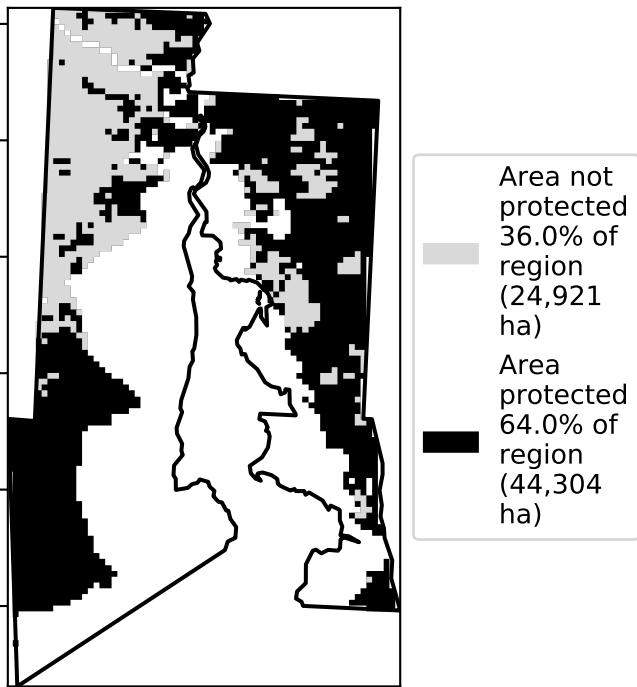 Area not
protected
36.0% of
region
(24,921
ha)
Area
protected
64.0% of
region
(44,304
ha)